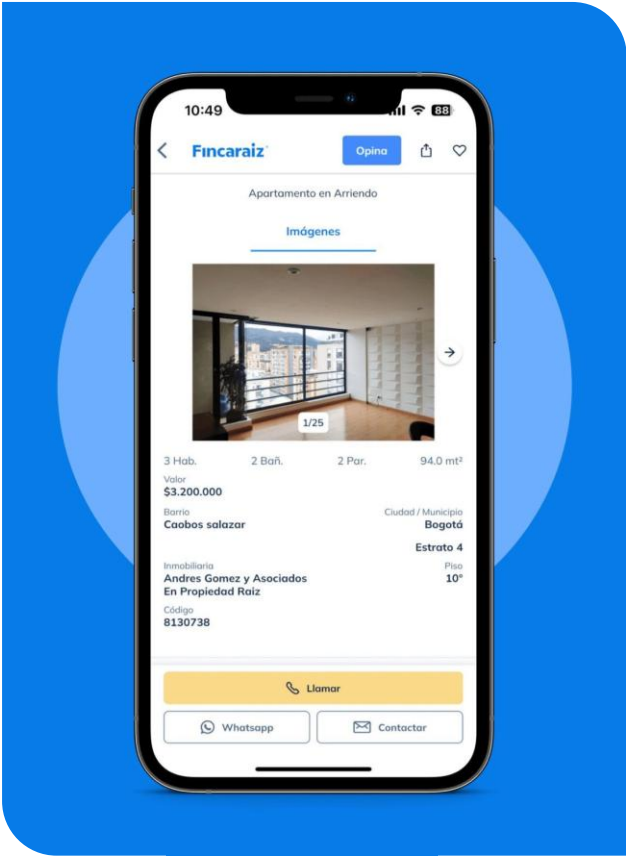 10:49
88
Fincaraiz
Opina
Apartamento en Arriendo
Imágenes
1/25
3 Hab. 2 Bañ. 2 Par. 94.0 mt²
Valor
$3.200.000
Barrio Ciudad / Municipio
Caobos salazar Bogotá
Estrato 4
Inmobiliaria Piso
Andres Gomez y Asociados 10°
En Propiedad Raiz
Código
8130738
Llamar
Whatsapp Contactar